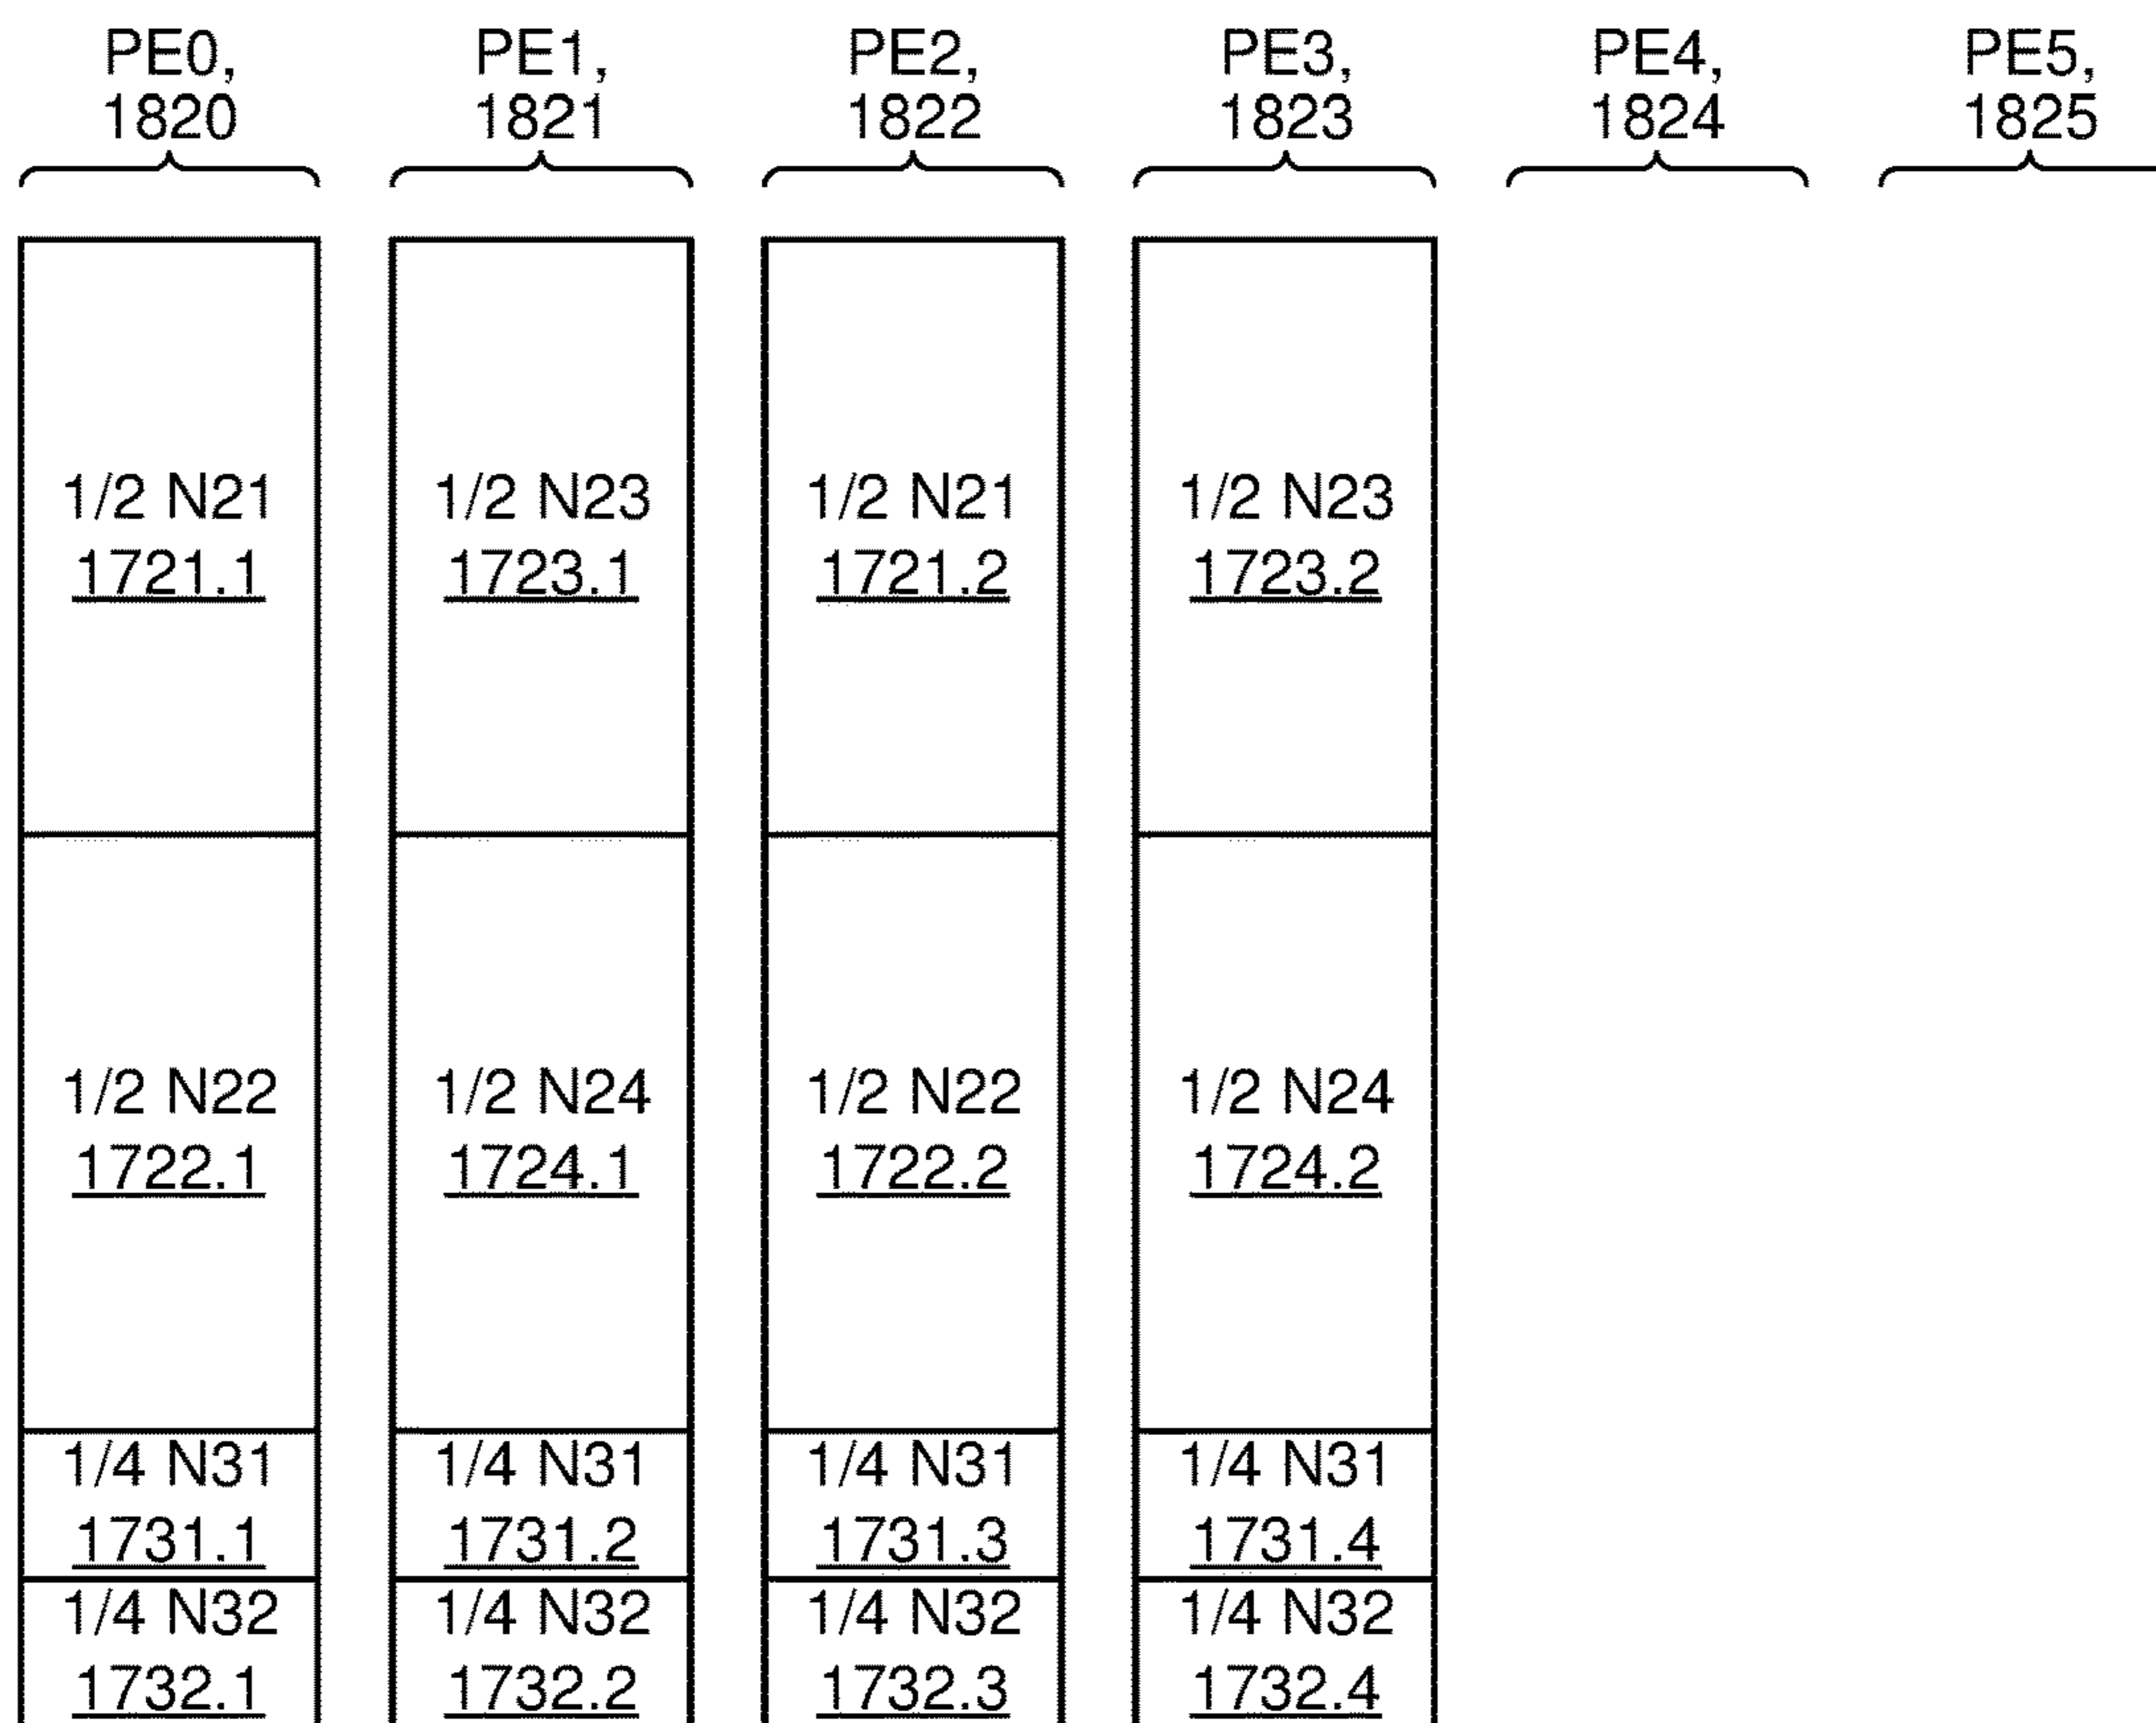 PE0,
1820
PE1,
1821
PE2,
1822
PE3,
1823
PE4,
1824
PE5,
1825
1/2 N21
1721.1
1/2 N23
1723.1
1/2 N21
1721.2
1/2 N23
1723.2
1/2 N22
1722.1
1/2 N24
1724.1
1/2 N22
1722.2
1/2 N24
1724.2
1/4 N31
1731.1
1/4 N31
1731.2
1/4 N31
1731.3
1/4 N31
1731.4
1/4 N32
1732.1
1/4 N32
1732.2
1/4 N32
1732.3
1/4 N32
1732.4